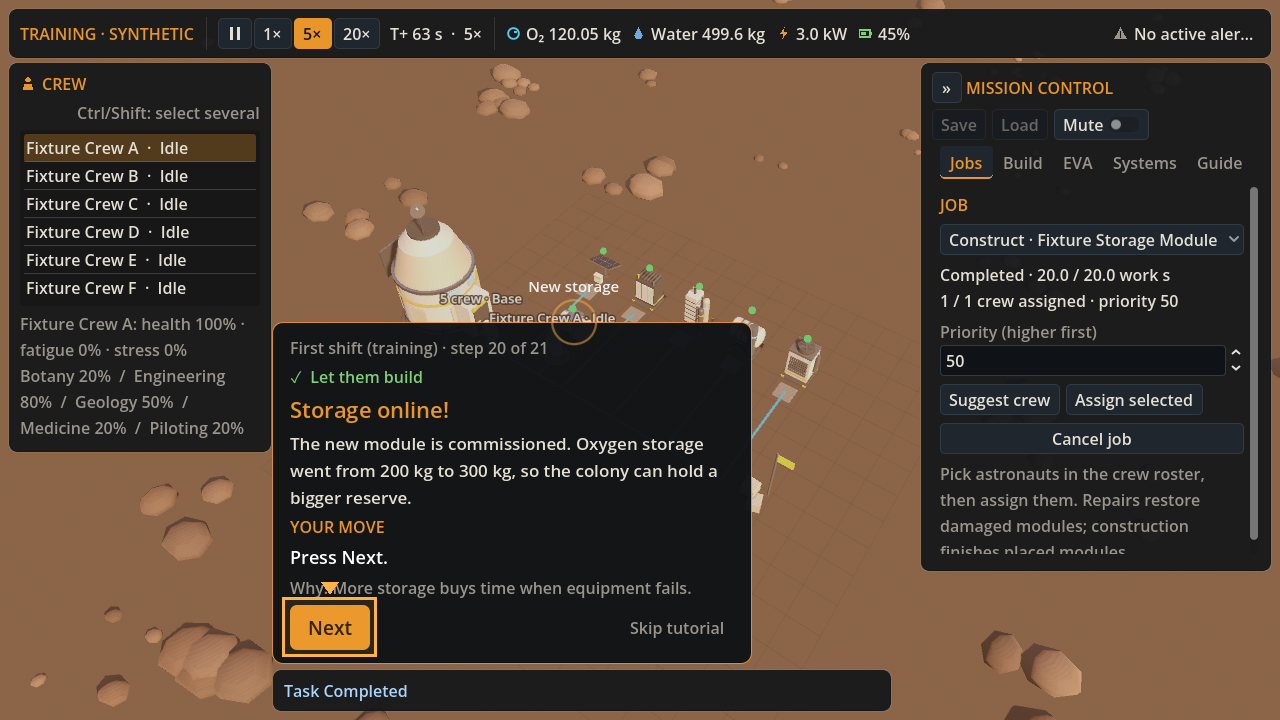 TRAINING · SYNTHETIC
1×
5×
20×
T+ 63 s · 5×
O₂ 120.05 kg
Water 499.6 kg
3.0 kW
45%
No active aler...
CREW
Ctrl/Shift: select several
Fixture Crew A · Idle
Fixture Crew B · Idle
Fixture Crew C · Idle
Fixture Crew D · Idle
Fixture Crew E · Idle
Fixture Crew F · Idle
Fixture Crew A: health 100% ·
fatigue 0% · stress 0%
Botany 20% / Engineering
80% / Geology 50% /
Medicine 20% / Piloting 20%
New storage
5 crew · Base
Fixture Crew A · Idle
First shift (training) · step 20 of 21
✓ Let them build
Storage online!
The new module is commissioned. Oxygen storage
went from 200 kg to 300 kg, so the colony can hold a
bigger reserve.
YOUR MOVE
Press Next.
Why: More storage buys time when equipment fails.
Next
Skip tutorial
Task Completed
» MISSION CONTROL
Save
Load
Mute
Jobs
Build
EVA
Systems
Guide
JOB
Construct · Fixture Storage Module
Completed · 20.0 / 20.0 work s
1 / 1 crew assigned · priority 50
Priority (higher first)
50
Suggest crew
Assign selected
Cancel job
Pick astronauts in the crew roster,
then assign them. Repairs restore
damaged modules; construction
finishes placed modules.